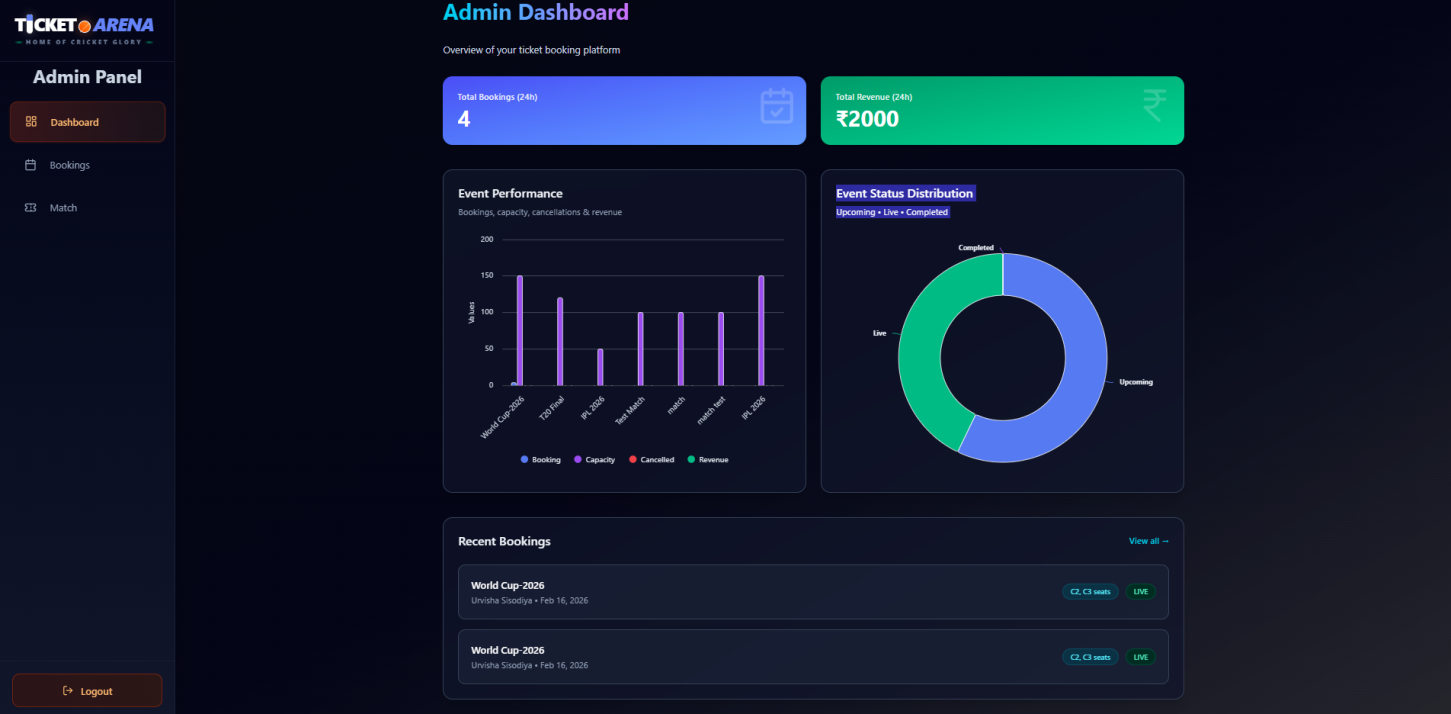 TICKET ARENA
HOME OF CRICKET GLORY
Admin Panel
Dashboard
Bookings
Match
Logout
Admin Dashboard
Overview of your ticket booking platform
Total Bookings (24h)
4
Total Revenue (24h)
₹2000
₹
Event Performance
Bookings, capacity, cancellations & revenue
200
150
100
50
0
Values
World Cup-2026
T20 Final
IPL 2026
Test Match
match
match test
IPL 2026
Booking
Capacity
Cancelled
Revenue
Event Status Distribution
Upcoming • Live • Completed
Completed
Live
Upcoming
Recent Bookings
View all →
World Cup-2026
Urvisha Sisodiya • Feb 16, 2026
C2, C3 seats
LIVE
World Cup-2026
Urvisha Sisodiya • Feb 16, 2026
C2, C3 seats
LIVE